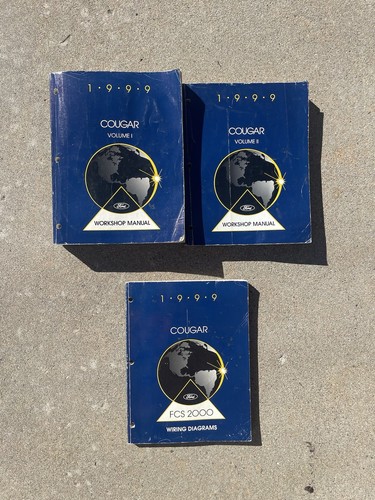 1·9·9·9
COUGAR
VOLUME I
Ford
WORKSHOP MANUAL
1·9·9·9
COUGAR
VOLUME II
Ford
WORKSHOP MANUAL
1·9·9·9
COUGAR
Ford
FCS 2000
WIRING DIAGRAMS